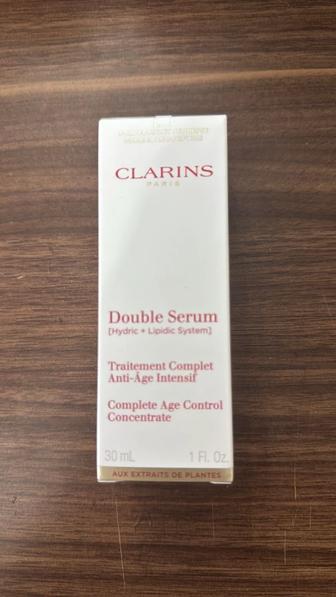 CLARINS
PARIS
Double Serum
[Hydric + Lipidic System]
Traitement Complet
Anti-Âge Intensif
Complete Age Control
Concentrate
30 mL 1 Fl. Oz.
AUX EXTRAITS DE PLANTES